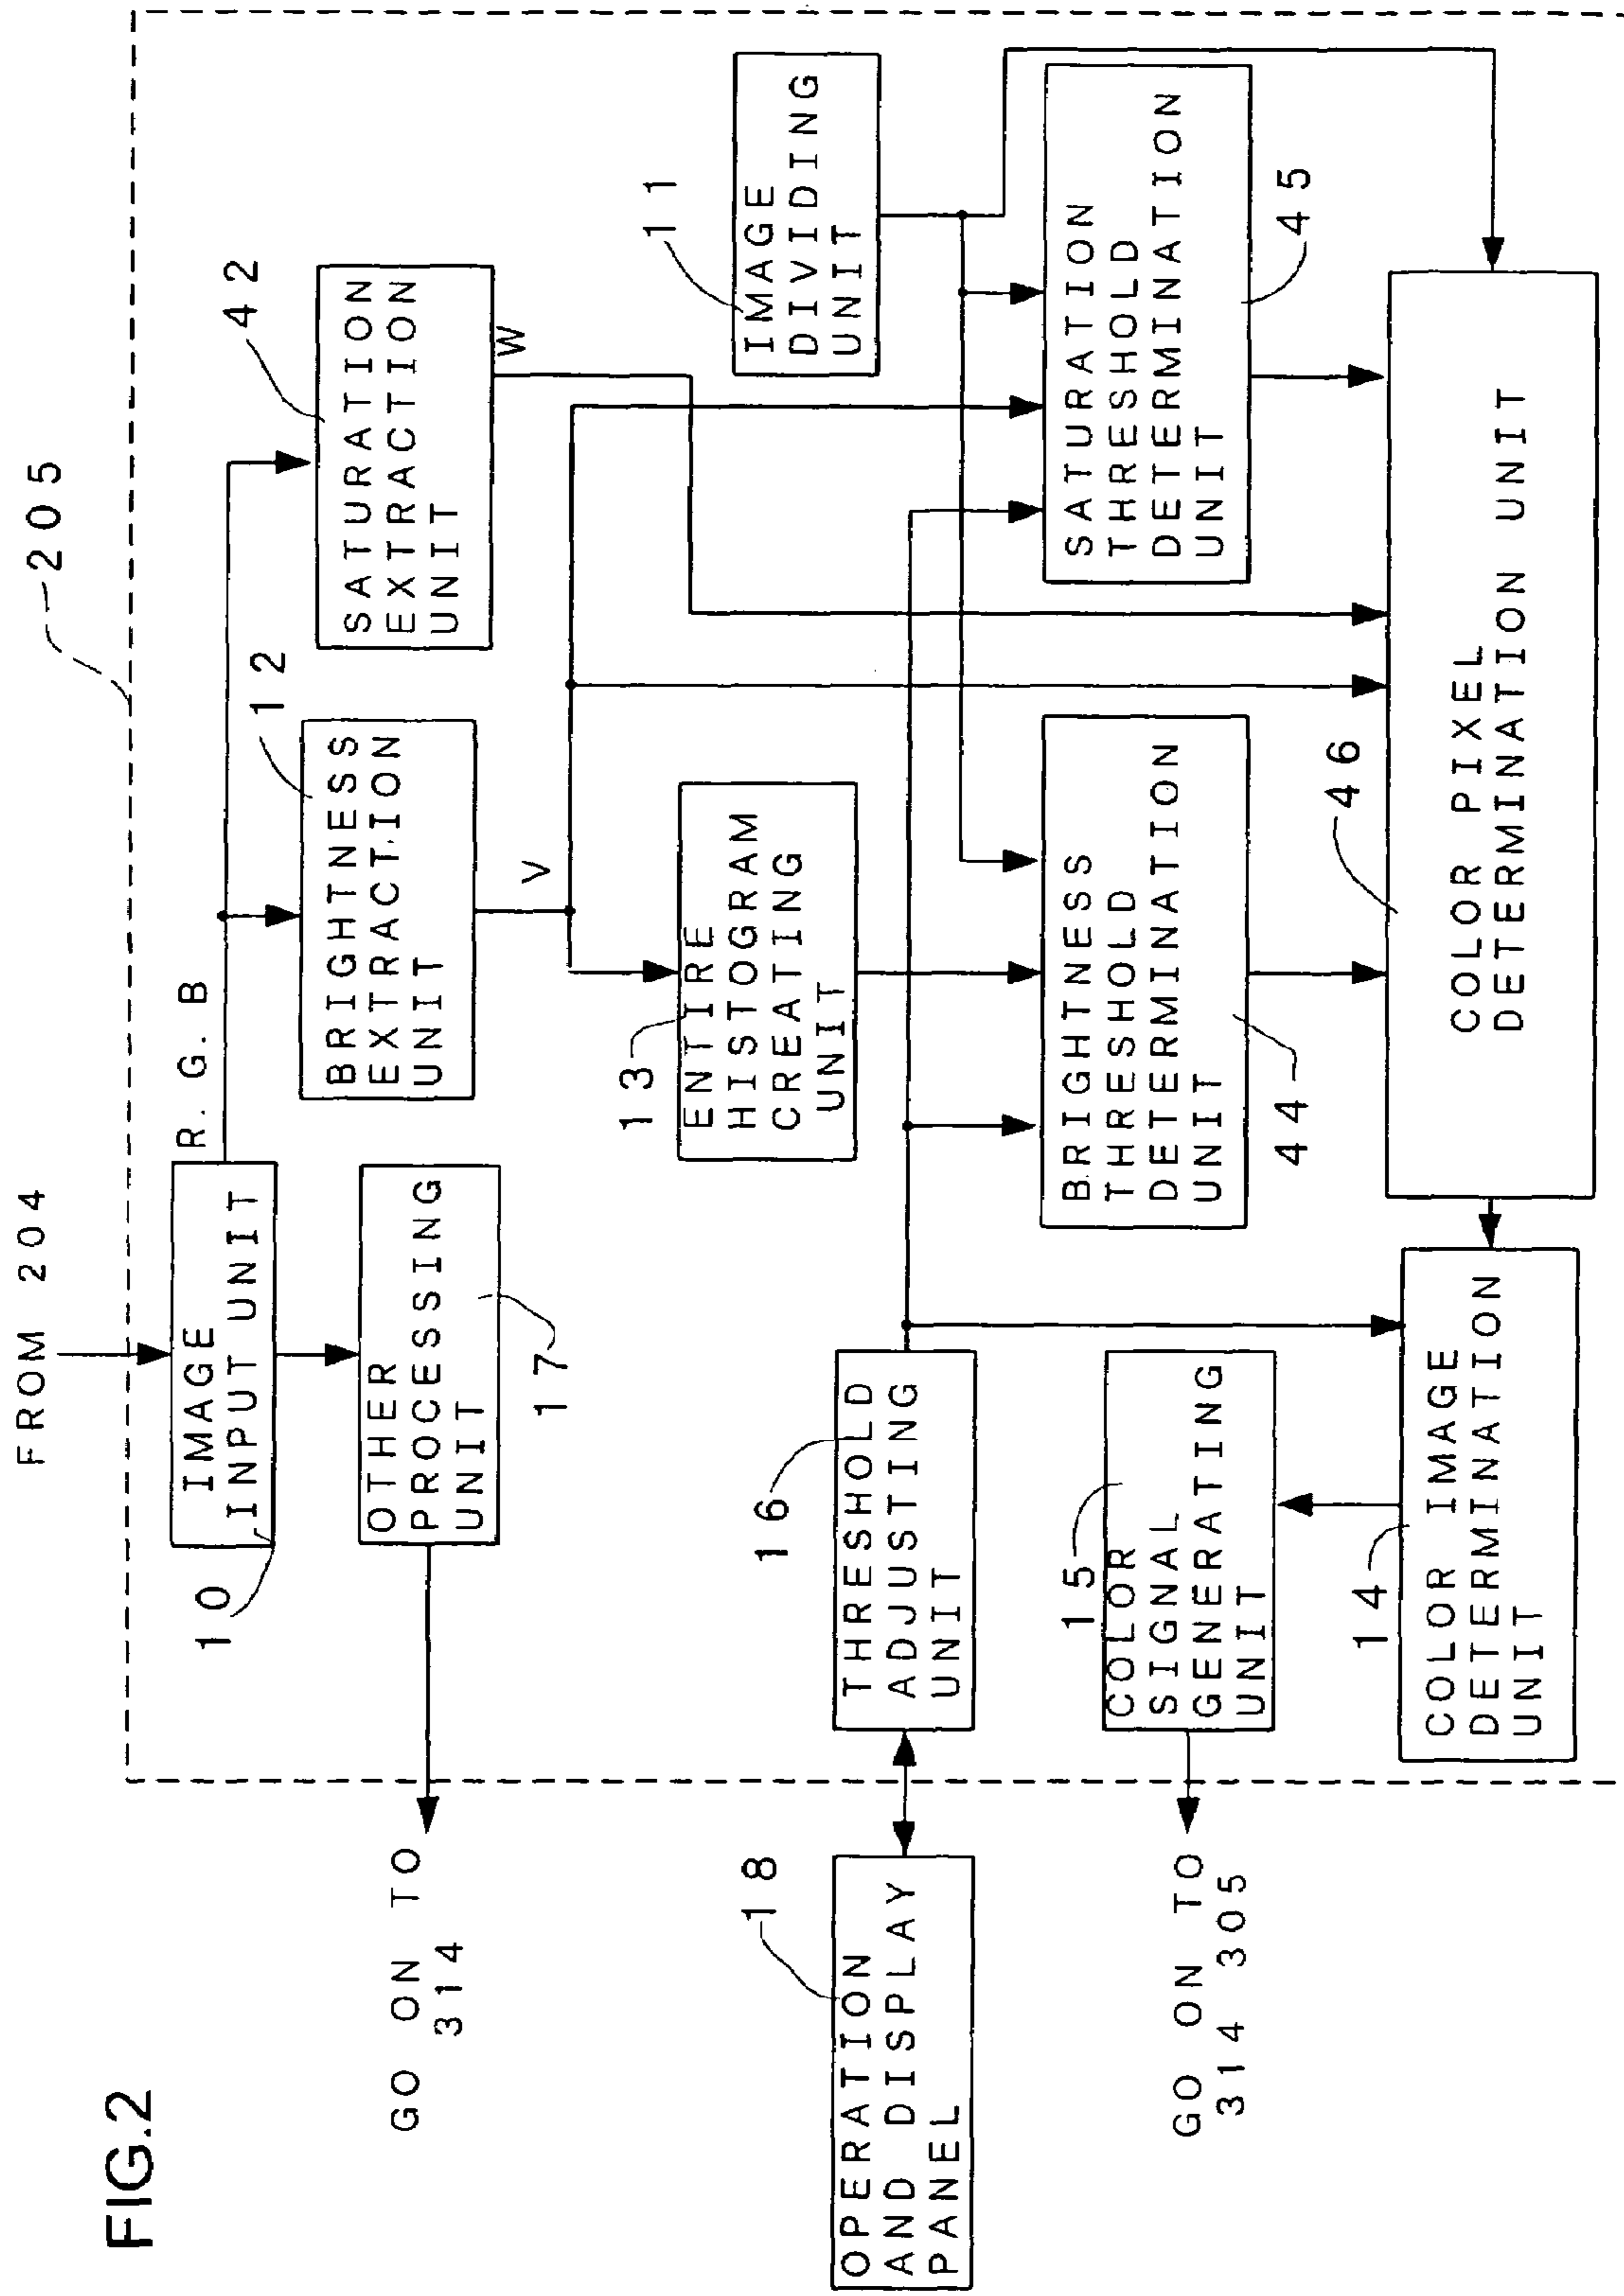 FIG.2
FROM 204
205
IMAGE
INPUT UNIT
10
R. G. B
OTHER
PROCESSING
UNIT
17
GO ON TO
314
BRIGHTNESS
EXTRACTION
UNIT
12
V
SATURATION
EXTRACTION
UNIT
42
W
ENTIRE
HISTOGRAM
CREATING
UNIT
13
IMAGE
DIVIDING
UNIT
11
OPERATION
AND DISPLAY
PANEL
18
THRESHOLD
ADJUSTING
UNIT
16
BRIGHTNESS
THRESHOLD
DETERMINATION
UNIT
44
SATURATION
THRESHOLD
DETERMINATION
UNIT
45
COLOR
SIGNAL
GENERATING
UNIT
15
GO ON TO
314 305
COLOR IMAGE
DETERMINATION
UNIT
14
COLOR PIXEL
DETERMINATION UNIT
46